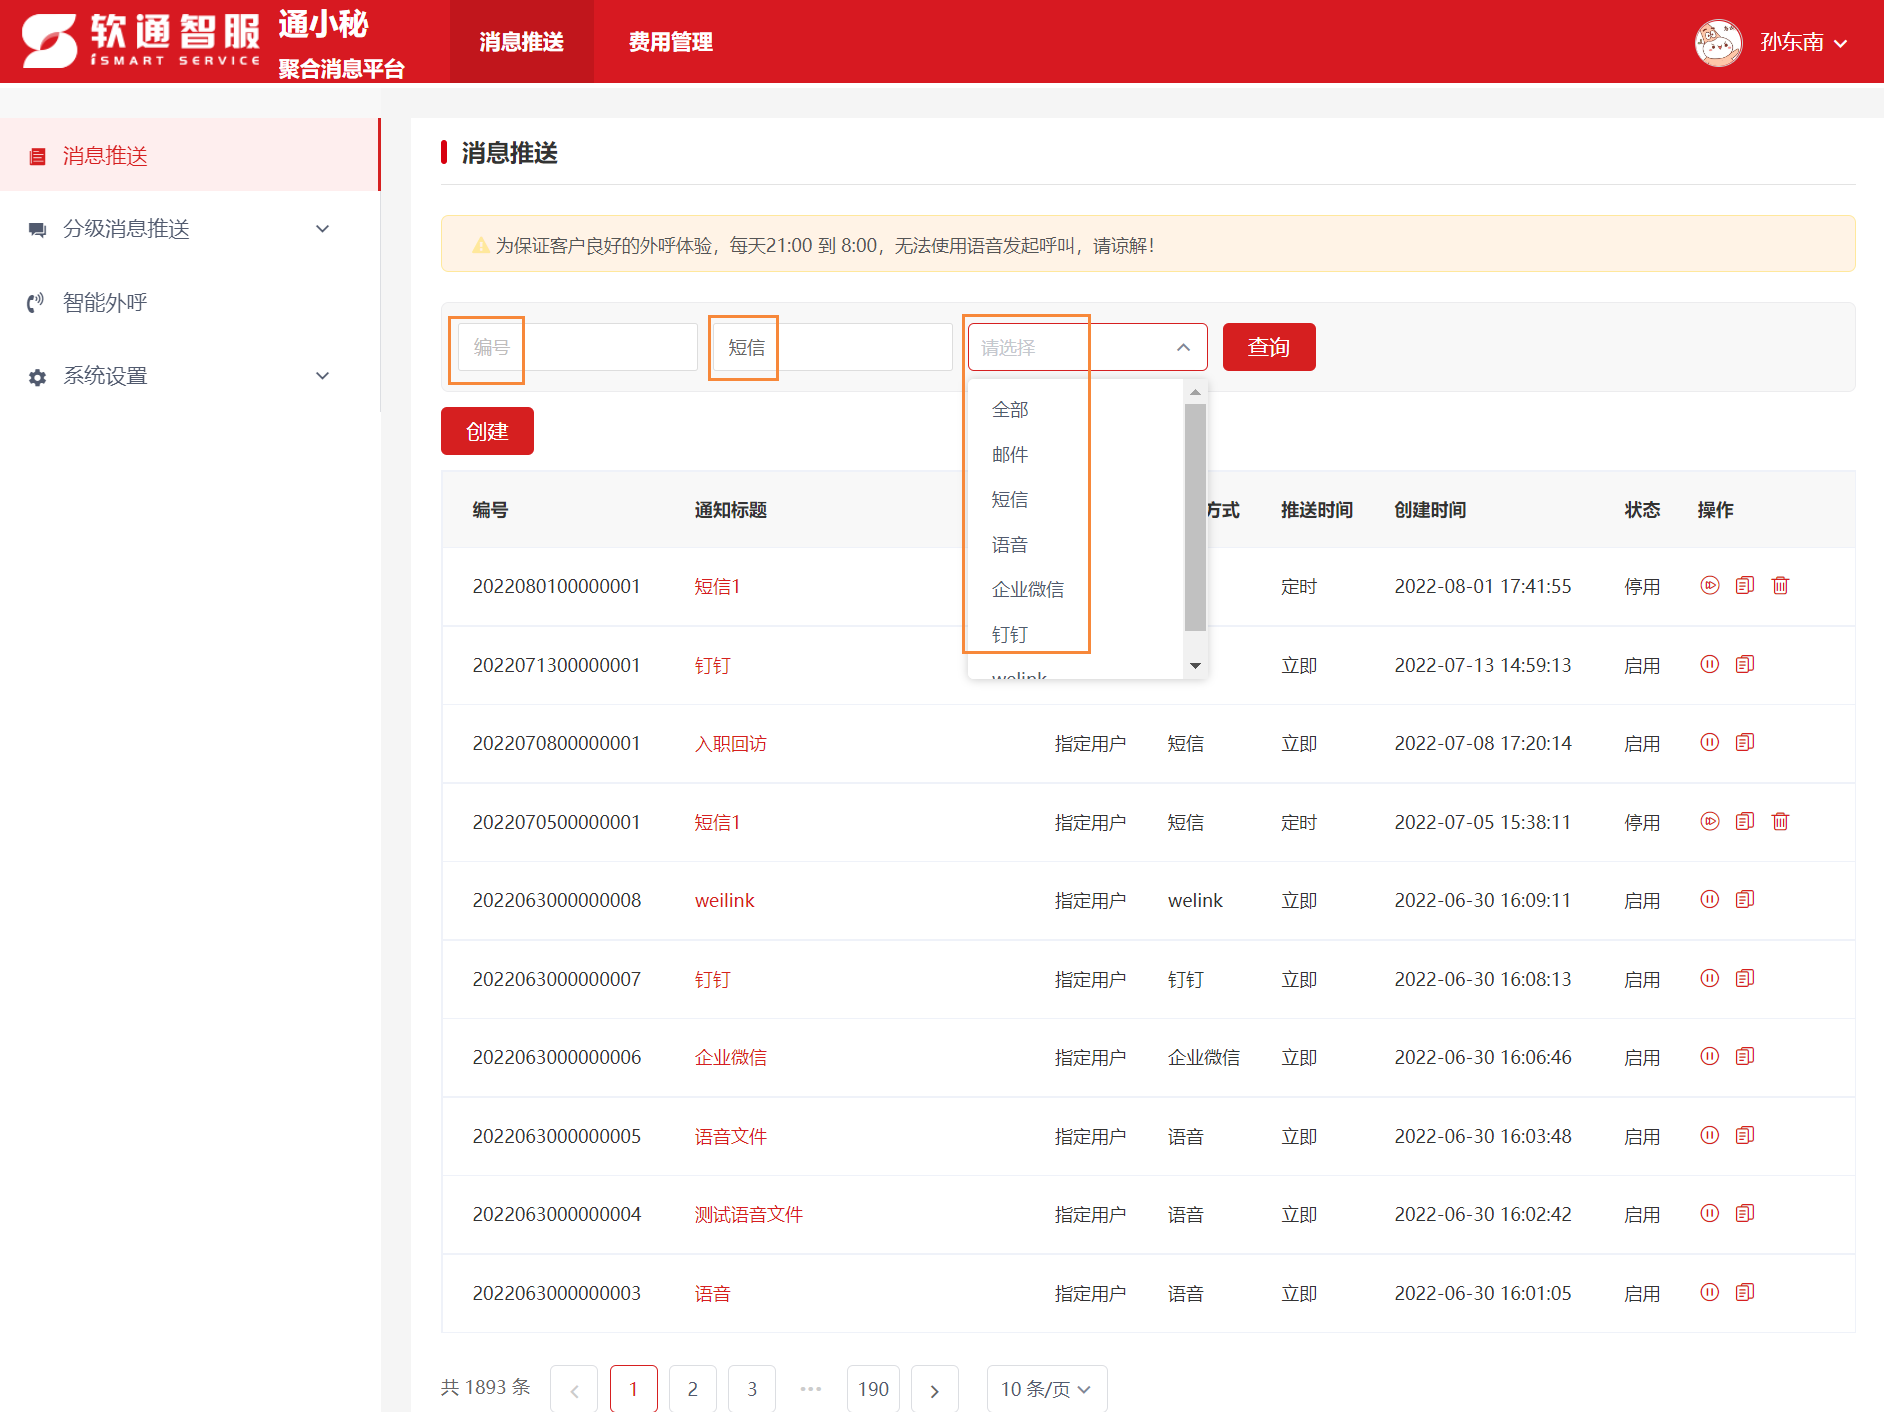 软通智服
iSMART SERVICE
通小秘
聚合消息平台
消息推送
费用管理
孙东南
消息推送
分级消息推送
智能外呼
系统设置
消息推送
为保证客户良好的外呼体验，每天21:00 到 8:00，无法使用语音发起呼叫，请谅解！
编号
短信
请选择
查询
全部
邮件
短信
语音
企业微信
钉钉
welink
创建
编号 通知标题 方式 推送时间 创建时间 状态 操作
2022080100000001 短信1 定时 2022-08-01 17:41:55 停用
2022071300000001 钉钉 立即 2022-07-13 14:59:13 启用
2022070800000001 入职回访 指定用户 短信 立即 2022-07-08 17:20:14 启用
2022070500000001 短信1 指定用户 短信 定时 2022-07-05 15:38:11 停用
2022063000000008 weilink 指定用户 welink 立即 2022-06-30 16:09:11 启用
2022063000000007 钉钉 指定用户 钉钉 立即 2022-06-30 16:08:13 启用
2022063000000006 企业微信 指定用户 企业微信 立即 2022-06-30 16:06:46 启用
2022063000000005 语音文件 指定用户 语音 立即 2022-06-30 16:03:48 启用
2022063000000004 测试语音文件 指定用户 语音 立即 2022-06-30 16:02:42 启用
2022063000000003 语音 指定用户 语音 立即 2022-06-30 16:01:05 启用
共 1893 条 1 2 3 ••• 190 10 条/页